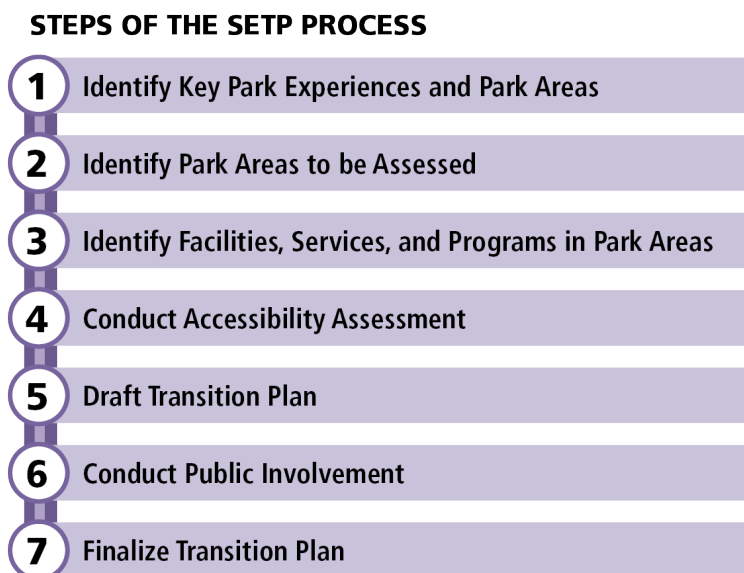 STEPS OF THE SETP PROCESS
1 Identify Key Park Experiences and Park Areas
2 Identify Park Areas to be Assessed
3 Identify Facilities, Services, and Programs in Park Areas
4 Conduct Accessibility Assessment
5 Draft Transition Plan
6 Conduct Public Involvement
7 Finalize Transition Plan